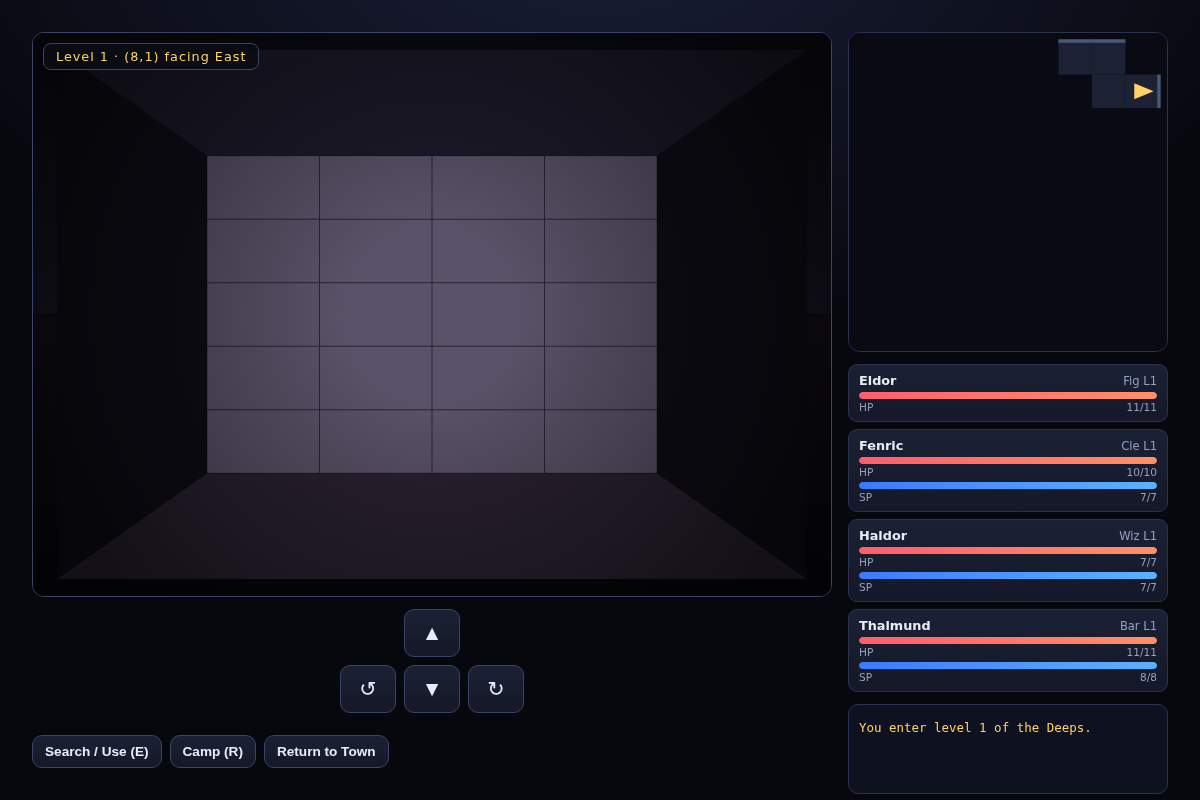 Level 1 · (8,1) facing East
Eldor Fig L1
HP 11/11
Fenric Cle L1
HP 10/10
SP 7/7
Haldor Wiz L1
HP 7/7
SP 7/7
Thalmund Bar L1
HP 11/11
SP 8/8
▲
↺ ▼ ↻
Search / Use (E) Camp (R) Return to Town
You enter level 1 of the Deeps.